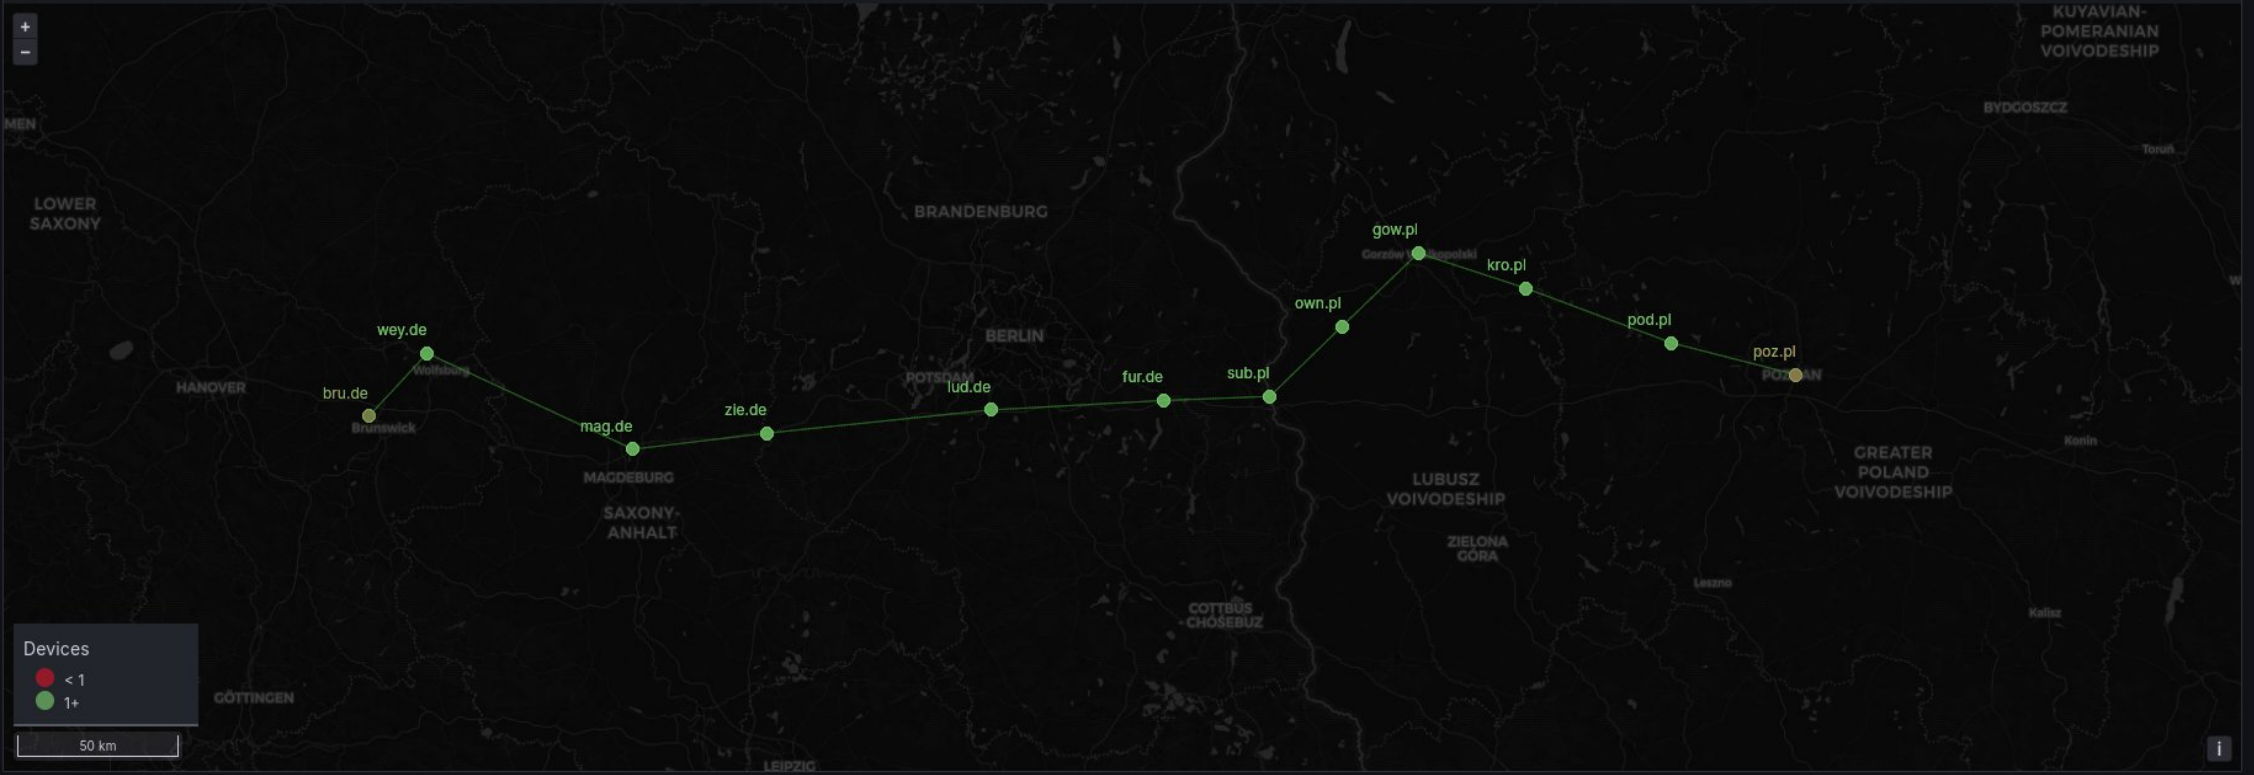 +
−
KUYAVIAN-
POMERANIAN
VOIVODESHIP
BYDGOSZCZ
MEN
Toruń
LOWER
SAXONY
BRANDENBURG
gow.pl
kro.pl
own.pl
pod.pl
wey.de
BERLIN
poz.pl
Wolfsburg
sub.pl
fur.de
POTSDAM
HANOVER
lud.de
bru.de
zie.de
mag.de
Brunswick
Konin
GREATER
POLAND
VOIVODESHIP
MAGDEBURG
LUBUSZ
VOIVODESHIP
SAXONY-
ANHALT
ZIELONA
GÓRA
Leszno
COTTBUS
- CHÓŚEBUZ
Kalisz
Devices
< 1
1+
GÖTTINGEN
50 km
i
LEIPZIG